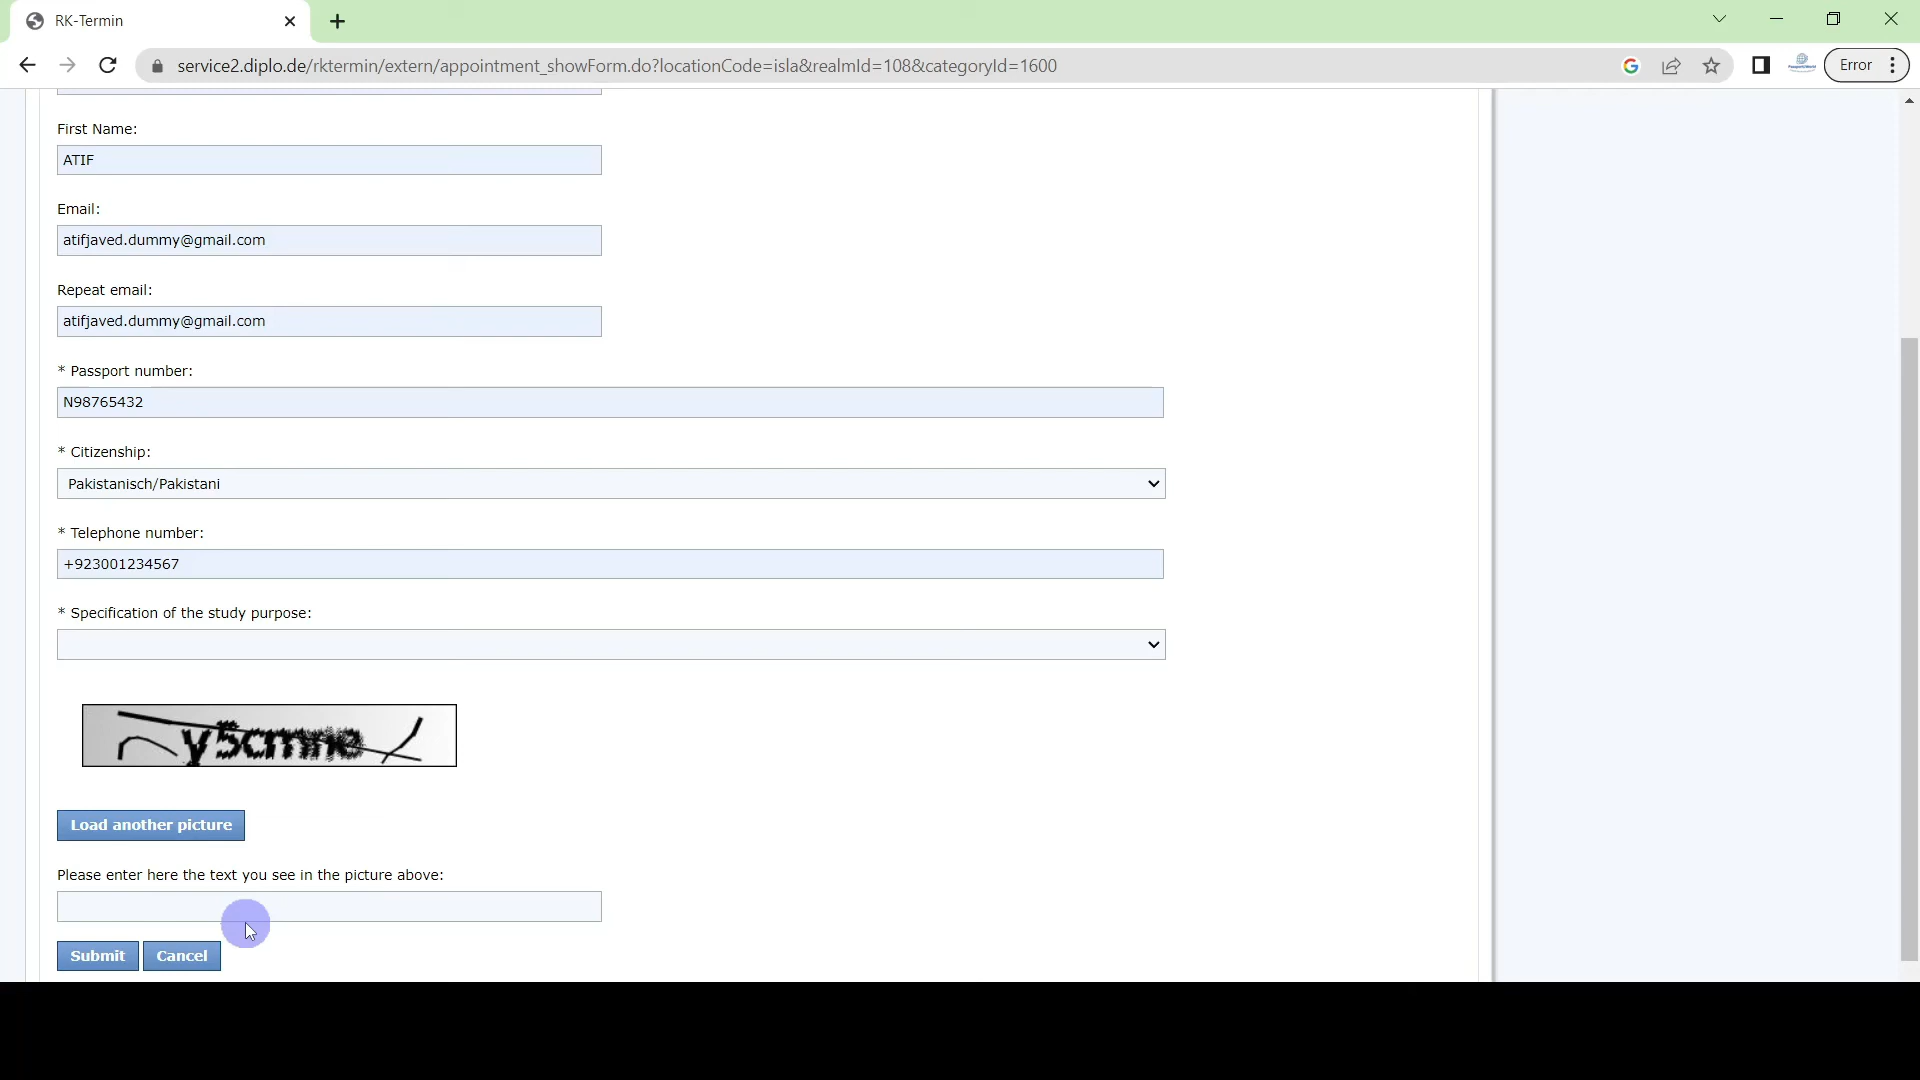 RK-Termin
service2.diplo.de/rktermin/extern/appointment_showForm.do?locationCode=isla&realmId=108&categoryId=1600
Error
First Name:
ATIF
Email:
atifjaved.dummy@gmail.com
Repeat email:
atifjaved.dummy@gmail.com
* Passport number:
N98765432
* Citizenship:
Pakistanisch/Pakistani
* Telephone number:
+923001234567
* Specification of the study purpose:
Load another picture
Please enter here the text you see in the picture above:
Submit Cancel